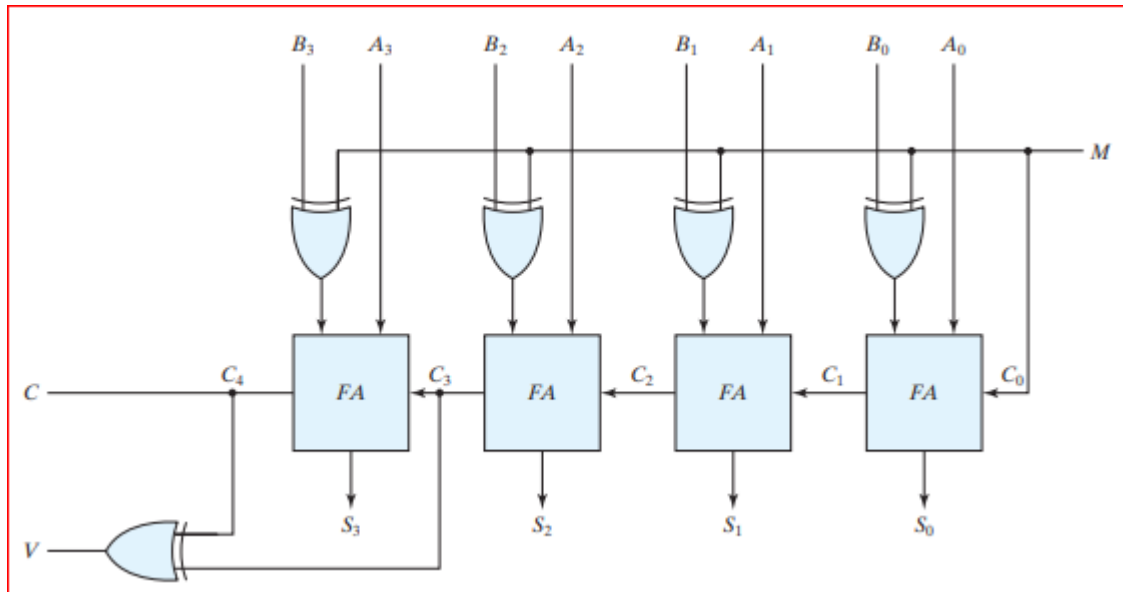 B3 A3 B2 A2 B1 A1 B0 A0
M
C C4 FA C3 FA C2 FA C1 FA C0
S3 S2 S1 S0
V